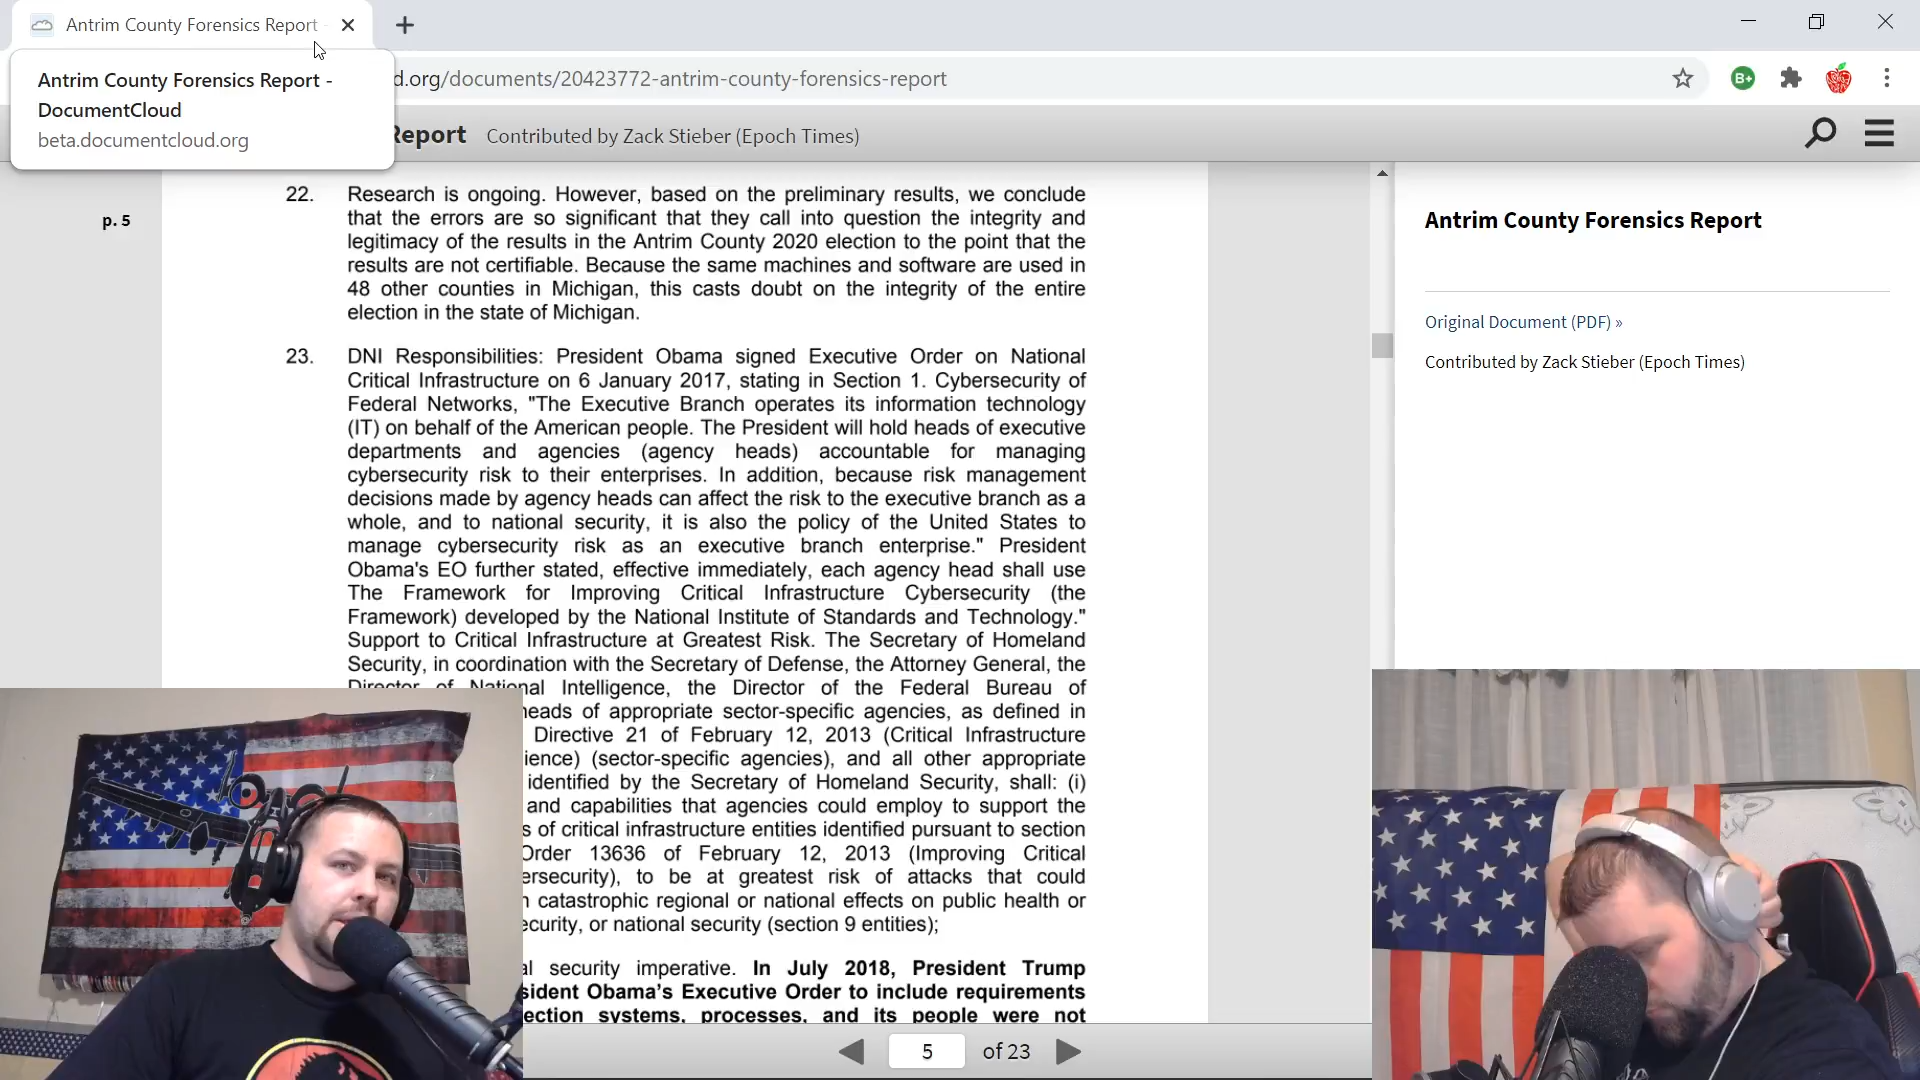 Antrim County Forensics Report
Antrim County Forensics Report -
DocumentCloud
beta.documentcloud.org
d.org/documents/20423772-antrim-county-forensics-report
B+
Report Contributed by Zack Stieber (Epoch Times)
p. 5
22. Research is ongoing. However, based on the preliminary results, we conclude
that the errors are so significant that they call into question the integrity and
legitimacy of the results in the Antrim County 2020 election to the point that the
results are not certifiable. Because the same machines and software are used in
48 other counties in Michigan, this casts doubt on the integrity of the entire
election in the state of Michigan.
23. DNI Responsibilities: President Obama signed Executive Order on National
Critical Infrastructure on 6 January 2017, stating in Section 1. Cybersecurity of
Federal Networks, "The Executive Branch operates its information technology
(IT) on behalf of the American people. The President will hold heads of executive
departments and agencies (agency heads) accountable for managing
cybersecurity risk to their enterprises. In addition, because risk management
decisions made by agency heads can affect the risk to the executive branch as a
whole, and to national security, it is also the policy of the United States to
manage cybersecurity risk as an executive branch enterprise." President
Obama's EO further stated, effective immediately, each agency head shall use
The Framework for Improving Critical Infrastructure Cybersecurity (the
Framework) developed by the National Institute of Standards and Technology."
Support to Critical Infrastructure at Greatest Risk. The Secretary of Homeland
Security, in coordination with the Secretary of Defense, the Attorney General, the
Director of National Intelligence, the Director of the Federal Bureau of
heads of appropriate sector-specific agencies, as defined in
Directive 21 of February 12, 2013 (Critical Infrastructure
ience) (sector-specific agencies), and all other appropriate
identified by the Secretary of Homeland Security, shall: (i)
and capabilities that agencies could employ to support the
s of critical infrastructure entities identified pursuant to section
Order 13636 of February 12, 2013 (Improving Critical
ersecurity), to be at greatest risk of attacks that could
n catastrophic regional or national effects on public health or
ecurity, or national security (section 9 entities);
al security imperative. In July 2018, President Trump
sident Obama's Executive Order to include requirements
ection systems, processes, and its people were not
5 of 23
Antrim County Forensics Report
Original Document (PDF) »
Contributed by Zack Stieber (Epoch Times)